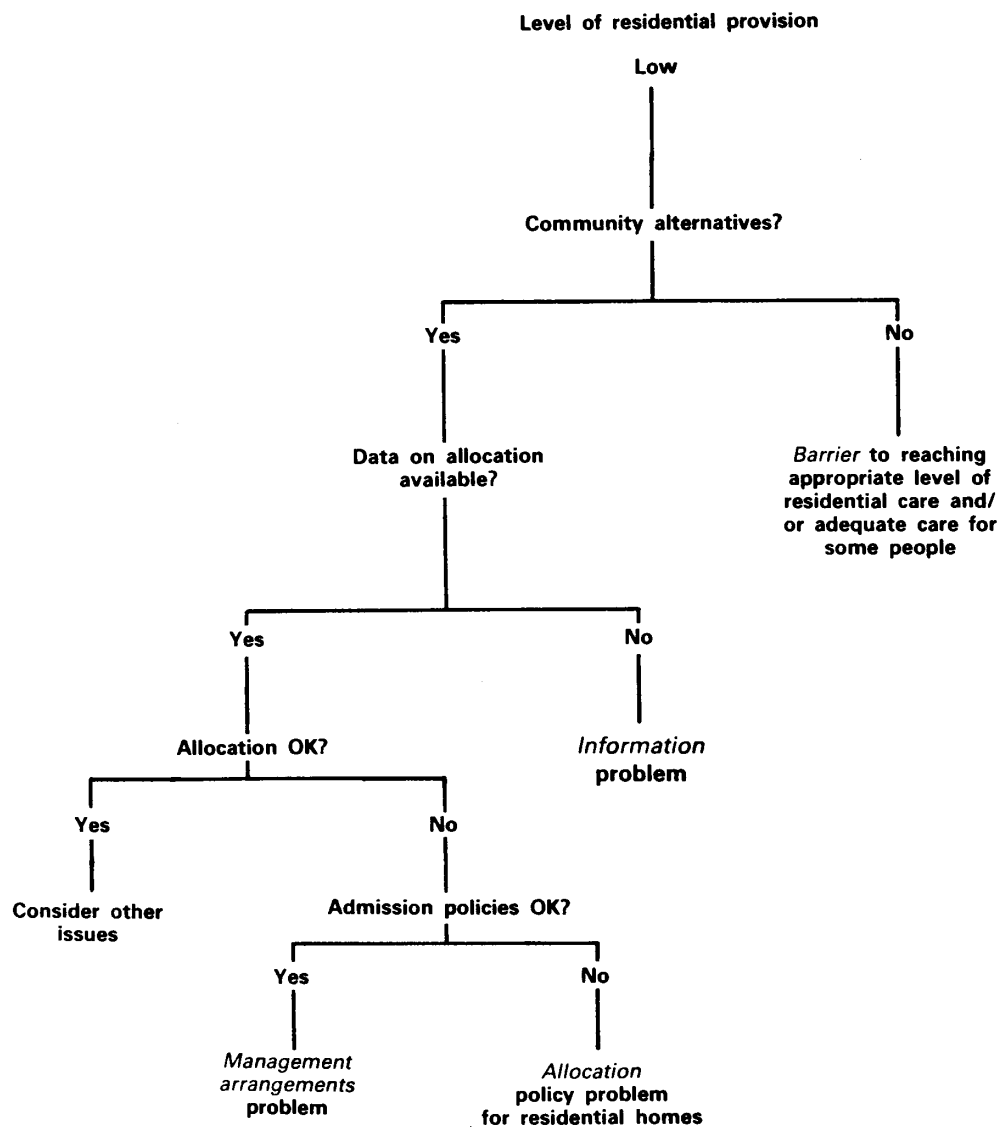 Level of residential provision
Low
Community alternatives?
Yes
No
Data on allocation
available?
Barrier to reaching
appropriate level of
residential care and/
or adequate care for
some people
Yes
No
Allocation OK?
Information
problem
Yes
No
Consider other
issues
Admission policies OK?
Yes
No
Management
arrangements
problem
Allocation
policy problem
for residential homes